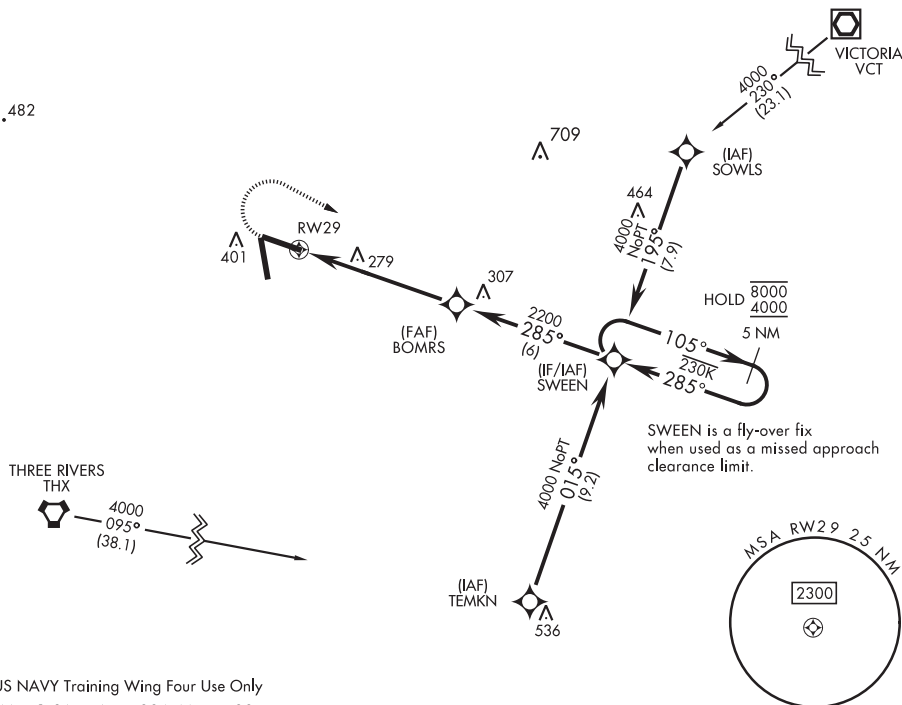 VICTORIA
VCT
4000
230°
(23.1)
.482
709
(IAF)
SOWLS
464
4000
NoPT
195°
(7.9)
RW29
401
279
307
HOLD 8000
4000
5 NM
(FAF)
BOMRS
2200
285°
(6)
105°
230K
285°
(IF/IAF)
SWEEN
SWEEN is a fly-over fix
when used as a missed approach
clearance limit.
4000 NoPT
015°
(9.2)
THREE RIVERS
THX
4000
095°
(38.1)
MSA RW29 25 NM
2300
(IAF)
TEMKN
536
US NAVY Training Wing Four Use Only